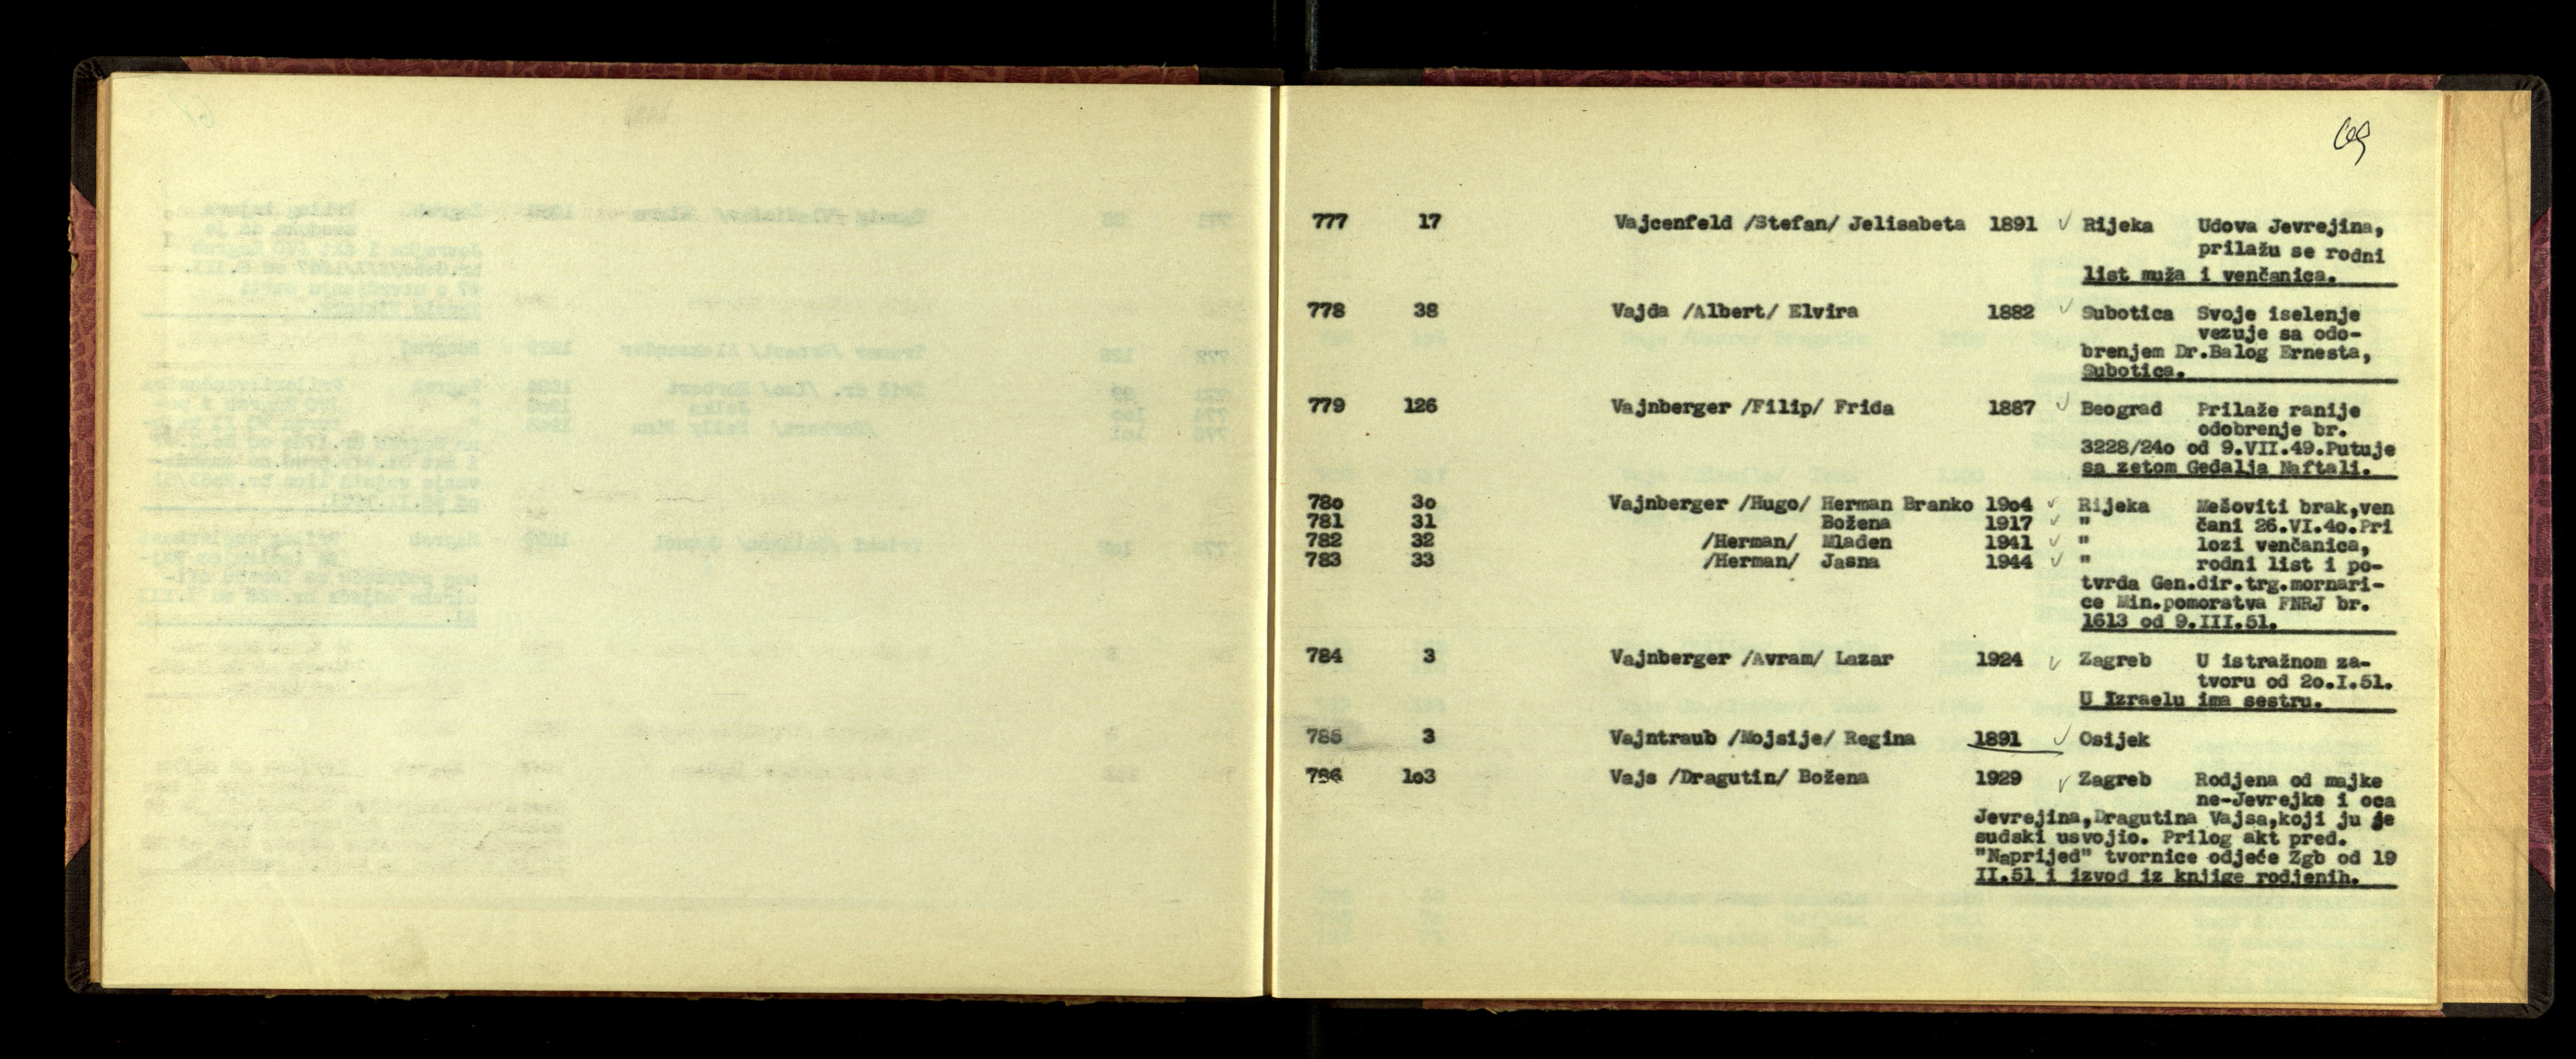 69
777 17 Vajcenfeld /Stefan/ Jelisabeta 1891 ✓ Rijeka Udova Jevrejina,
prilažu se rodni
list muža i venčanica.
778 38 Vajda /Albert/ Elvira 1882 ✓ Subotica Svoje iselenje
vezuje sa odo-
brenjem Dr.Balog Ernesta,
Subotica.
779 126 Vajnberger /Filip/ Frida 1887 ✓ Beograd Prilaže ranije
odobrenje br.
3228/24o od 9.VII.49.Putuje
sa zetom Gedalja Naftali.
78o 3o Vajnberger /Hugo/ Herman Branko 19o4 ✓ Rijeka Mešoviti brak,ven
781 31 Božena 1917 ✓ " čani 26.VI.4o.Pri
782 32 /Herman/ Mladen 1941 ✓ " lozi venčanica,
783 33 /Herman/ Jasna 1944 ✓ " rodni list i po-
tvrda Gen.dir.trg.mornari-
ce Min.pomorstva FNRJ br.
1613 od 9.III.51.
784 3 Vajnberger /Avram/ Lazar 1924 ✓ Zagreb U istražnom za-
tvoru od 2o.I.51.
U Izraelu ima sestru.
785 3 Vajntraub /Mojsije/ Regina 1891 ✓ Osijek
786 1o3 Vajs /Dragutin/ Božena 1929 ✓ Zagreb Rodjena od majke
ne-Jevrejke i oca
Jevrejina,Dragutina Vajsa,koji ju je
sudski usvojio. Prilog akt pred.
"Naprijed" tvornice odjeće Zgb od 19
II.51 i izvod iz knjige rodjenih.